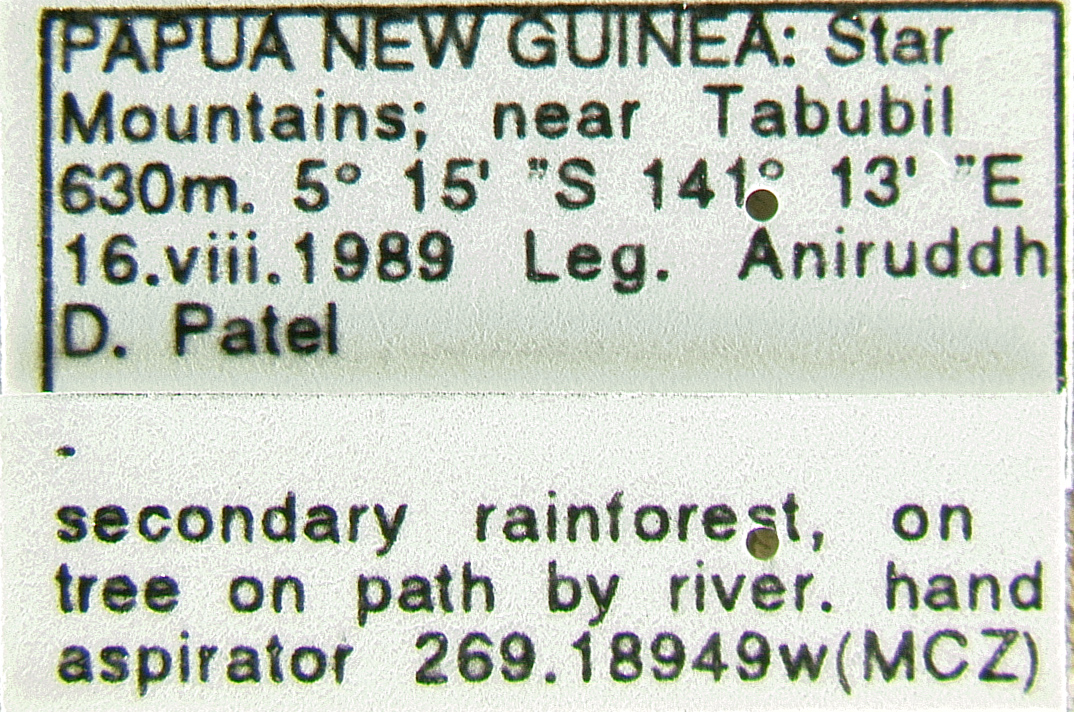 PAPUA NEW GUINEA: Star
Mountains; near Tabubil
630m. 5° 15' "S 141° 13' "E
16.viii.1989 Leg. Aniruddh
D. Patel
-
secondary rainforest, on
tree on path by river. hand
aspirator 269.18949w(MCZ)